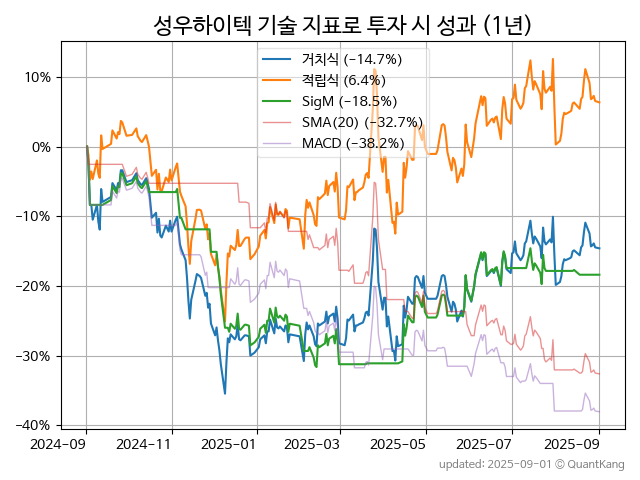 성우하이텍 기술 지표로 투자 시 성과 (1년)
거치식 (−14.7%)
적립식 (6.4%)
SigM (−18.5%)
SMA(20) (−32.7%)
MACD (−38.2%)
10%
0%
−10%
−20%
−30%
−40%
2024-09 2024-11 2025-01 2025-03 2025-05 2025-07 2025-09
updated: 2025-09-01 © QuantKang